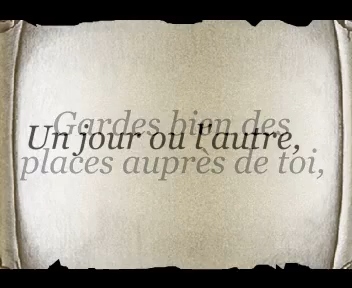 Gardes bien des
Un jour ou l'autre,
places auprès de toi,